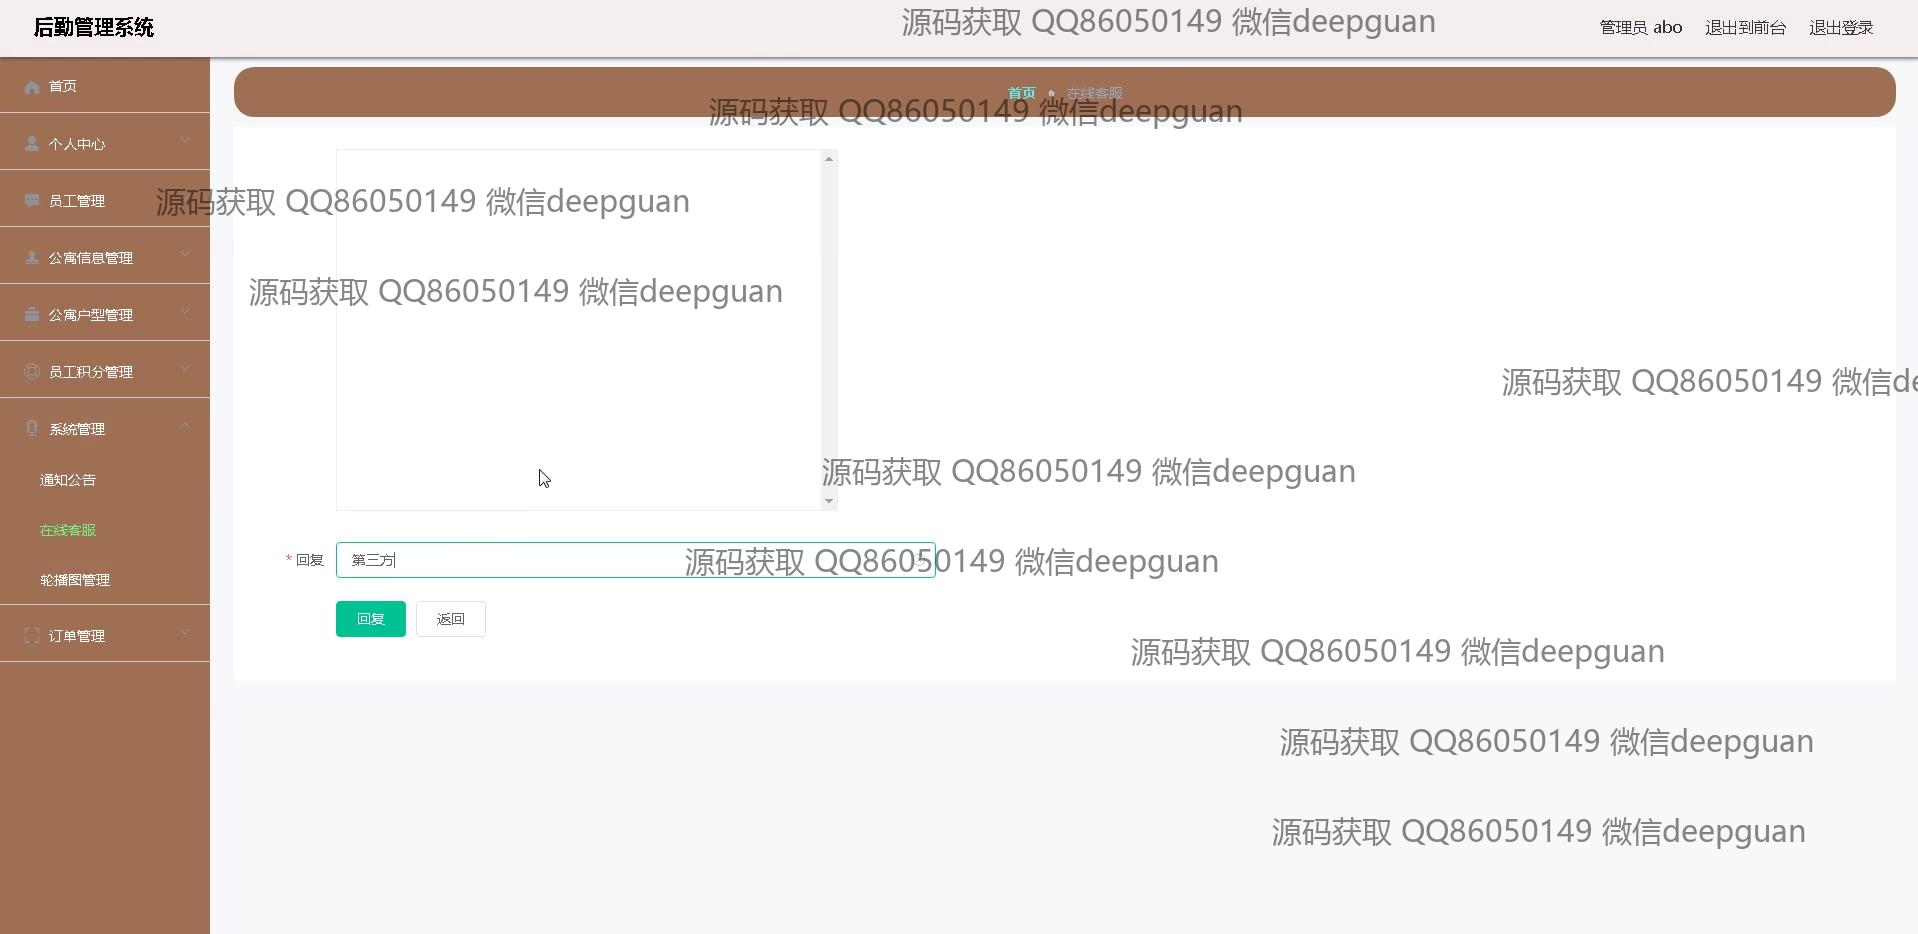 后勤管理系统
源码获取 QQ86050149 微信deepguan
管理员 abo
退出到前台
退出登录
首页
个人中心
员工管理
公寓信息管理
公寓户型管理
员工积分管理
系统管理
通知公告
在线客服
轮播图管理
订单管理
首页
在线客服
源码获取 QQ86050149 微信deepguan
源码获取 QQ86050149 微信deepguan
源码获取 QQ86050149 微信deepguan
源码获取 QQ86050149 微信de
源码获取 QQ86050149 微信deepguan
* 回复
第三方
源码获取 QQ86050149 微信deepguan
回复
返回
源码获取 QQ86050149 微信deepguan
源码获取 QQ86050149 微信deepguan
源码获取 QQ86050149 微信deepguan